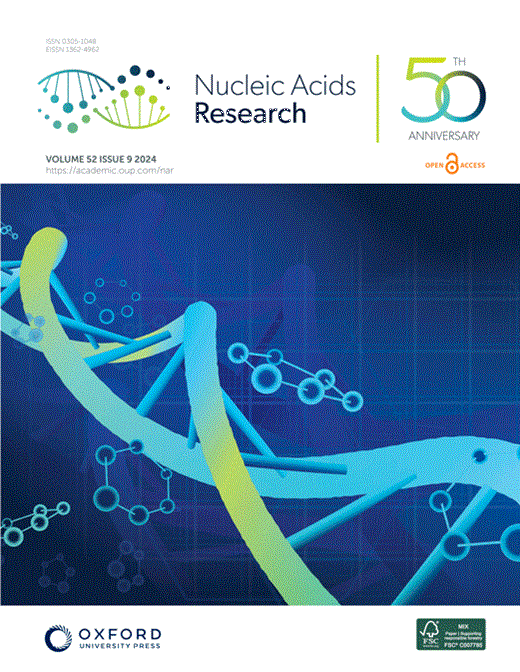 ISSN 0305-1048
EISSN 1362-4962
Nucleic Acids
Research
50
TH
ANNIVERSARY
VOLUME 52 ISSUE 9 2024
https://academic.oup.com/nar
OPEN ACCESS
OXFORD
UNIVERSITY PRESS
FSC
MIX
Paper | Supporting
responsible forestry
FSC® C007785